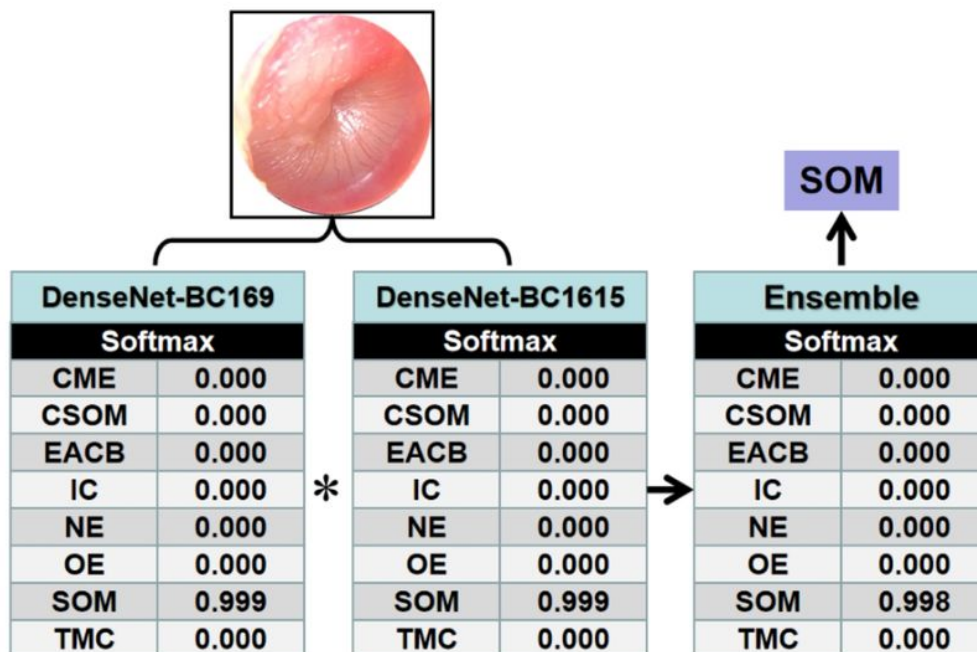 SOM
DenseNet-BC169
Softmax
CME 0.000
CSOM 0.000
EACB 0.000
IC 0.000
NE 0.000
OE 0.000
SOM 0.999
TMC 0.000
*
DenseNet-BC1615
Softmax
CME 0.000
CSOM 0.000
EACB 0.000
IC 0.000
NE 0.000
OE 0.000
SOM 0.999
TMC 0.000
Ensemble
Softmax
CME 0.000
CSOM 0.000
EACB 0.000
IC 0.000
NE 0.000
OE 0.000
SOM 0.998
TMC 0.000